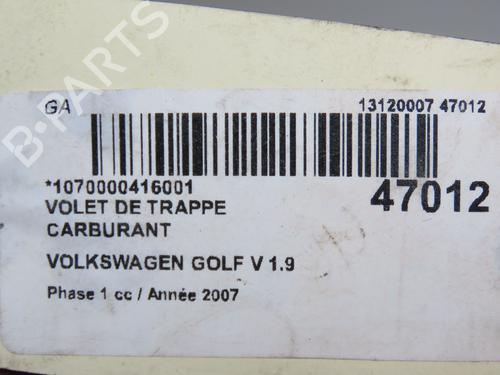 GA
13120007 47012
*1070000416001
47012
VOLET DE TRAPPE
CARBURANT
VOLKSWAGEN GOLF V 1.9
Phase 1 cc / Année 2007
B-PARTS